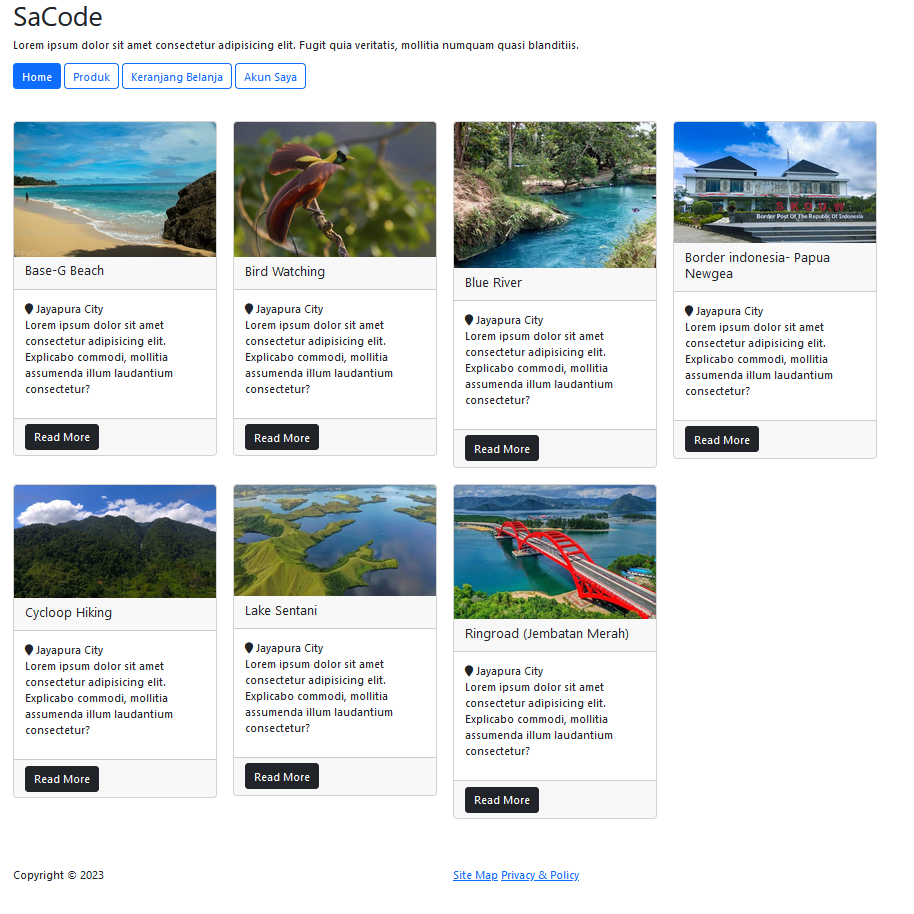 SaCode
Lorem ipsum dolor sit amet consectetur adipisicing elit. Fugit quia veritatis, mollitia numquam quasi blanditiis.
Home Produk Keranjang Belanja Akun Saya
Base-G Beach
Jayapura City
Lorem ipsum dolor sit amet
consectetur adipisicing elit.
Explicabo commodi, mollitia
assumenda illum laudantium
consectetur?
Read More
Bird Watching
Jayapura City
Lorem ipsum dolor sit amet
consectetur adipisicing elit.
Explicabo commodi, mollitia
assumenda illum laudantium
consectetur?
Read More
Blue River
Jayapura City
Lorem ipsum dolor sit amet
consectetur adipisicing elit.
Explicabo commodi, mollitia
assumenda illum laudantium
consectetur?
Read More
SKOUW
Border Post Of The Republic Of Indonesia
Border indonesia- Papua
Newgea
Jayapura City
Lorem ipsum dolor sit amet
consectetur adipisicing elit.
Explicabo commodi, mollitia
assumenda illum laudantium
consectetur?
Read More
Cycloop Hiking
Jayapura City
Lorem ipsum dolor sit amet
consectetur adipisicing elit.
Explicabo commodi, mollitia
assumenda illum laudantium
consectetur?
Read More
Lake Sentani
Jayapura City
Lorem ipsum dolor sit amet
consectetur adipisicing elit.
Explicabo commodi, mollitia
assumenda illum laudantium
consectetur?
Read More
Ringroad (Jembatan Merah)
Jayapura City
Lorem ipsum dolor sit amet
consectetur adipisicing elit.
Explicabo commodi, mollitia
assumenda illum laudantium
consectetur?
Read More
Copyright © 2023
Site Map Privacy & Policy